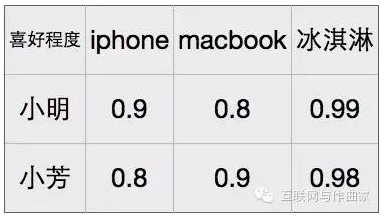 喜好程度 iphone macbook 冰淇淋
小明 0.9 0.8 0.99
小芳 0.8 0.9 0.98
互联网与作曲家